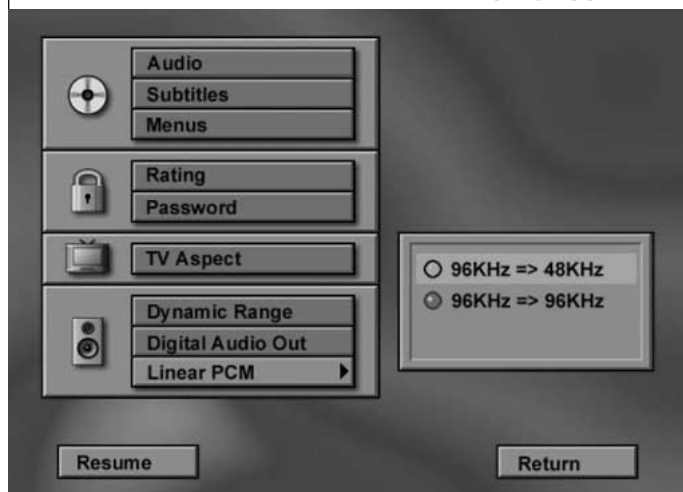 Audio
Subtitles
Menus
Rating
Password
TV Aspect
Dynamic Range
Digital Audio Out
Linear PCM
96KHz => 48KHz
96KHz => 96KHz
Resume
Return